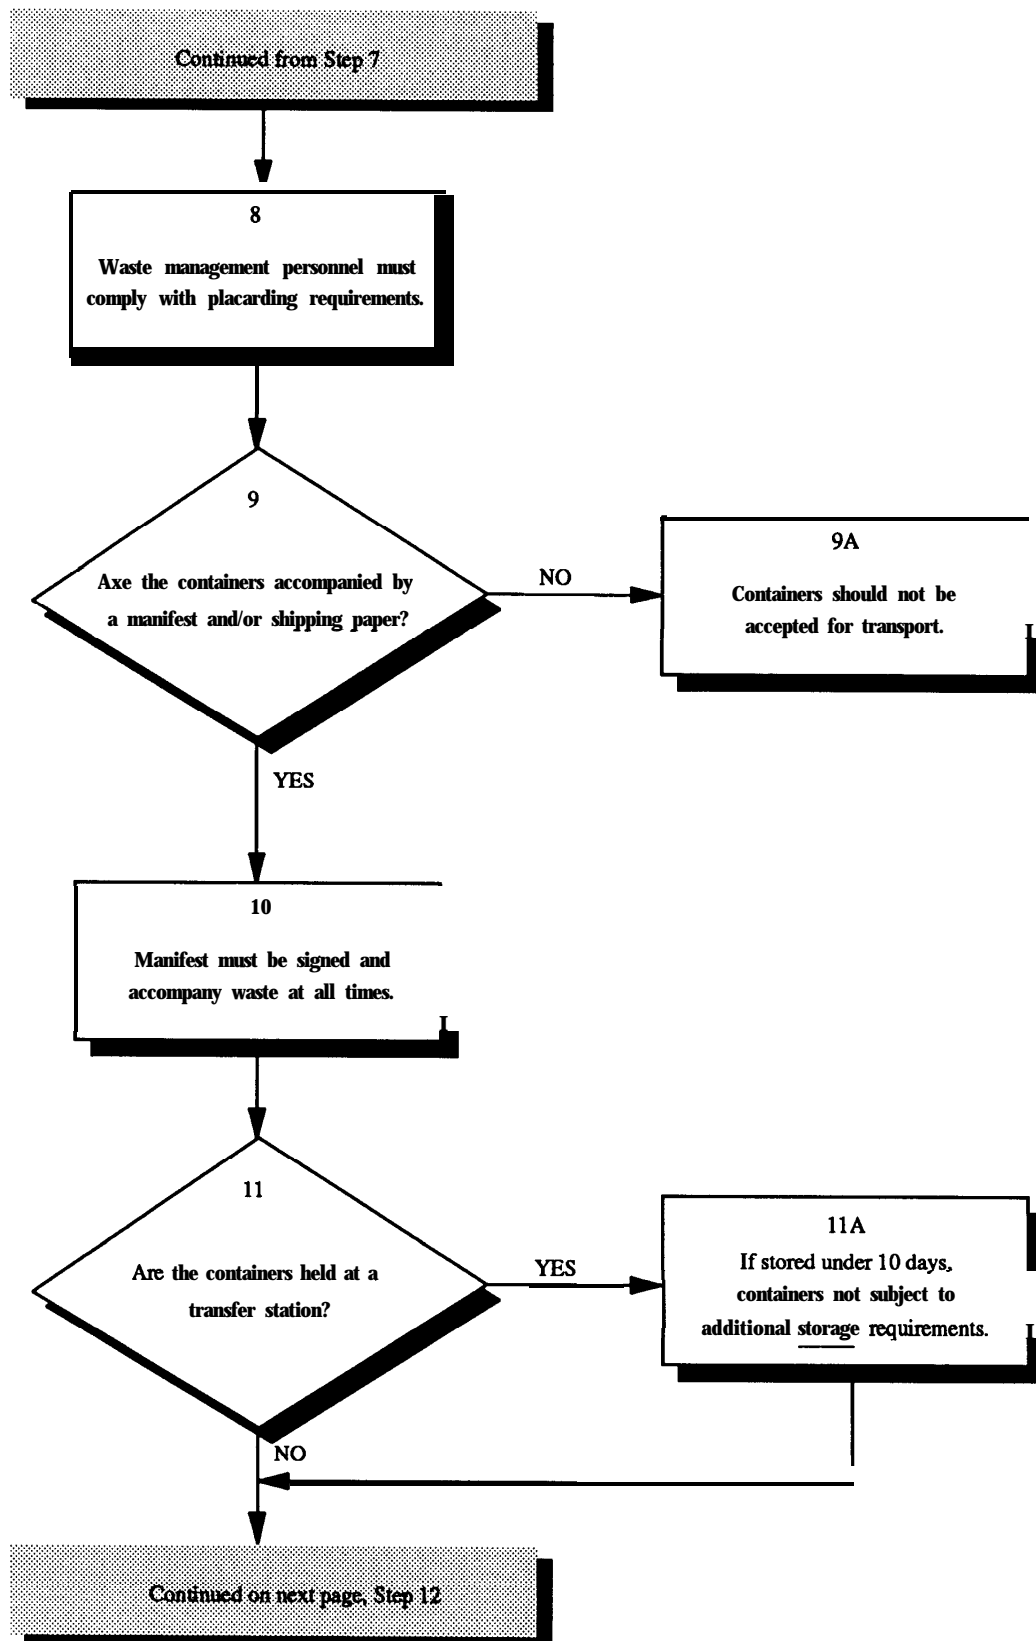 Continued from Step 7
8
Waste management personnel must
comply with placarding requirements.
9
Axe the containers accompanied by
a manifest and/or shipping paper?
NO
9A
Containers should not be
accepted for transport.
YES
10
Manifest must be signed and
accompany waste at all times.
11
Are the containers held at a
transfer station?
YES
11A
If stored under 10 days,
containers not subject to
additional storage requirements.
NO
Continued on next page, Step 12